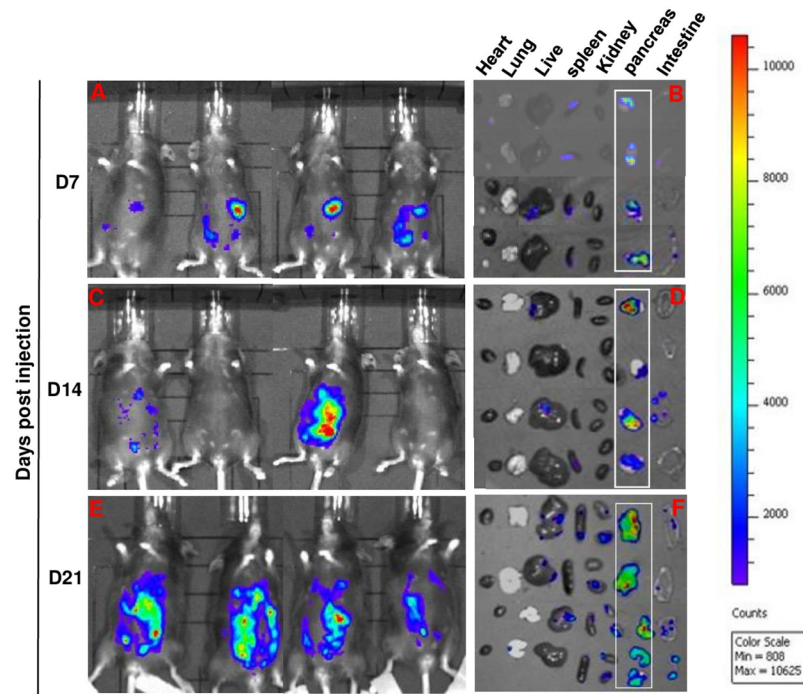 Heart
Lung
Live
spleen
Kidney
pancreas
Intestine
A
B
D7
C
D
D14
E
F
D21
Days post injection
10000
8000
6000
4000
2000
Counts
Color Scale
Min = 808
Max = 10625